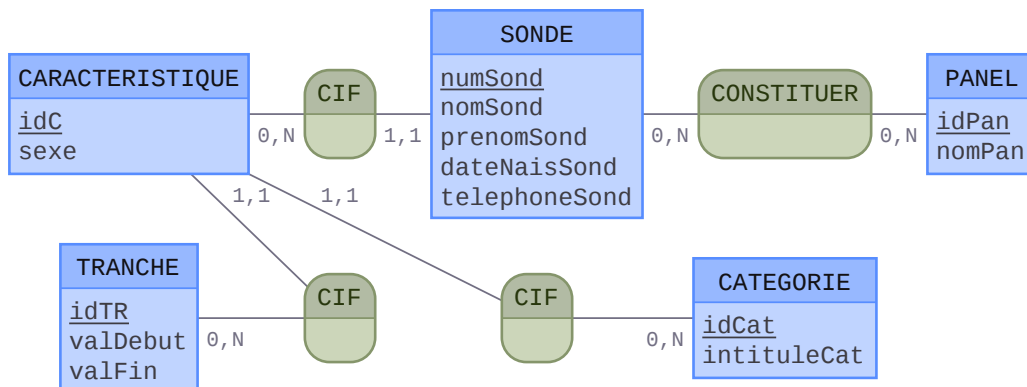 CARACTERISTIQUE
idC
sexe
0,N
CIF
1,1
SONDE
numSond
nomSond
prenomSond
dateNaisSond
telephoneSond
0,N
CONSTITUER
0,N
PANEL
idPan
nomPan
1,1
1,1
TRANCHE
idTR
valDebut
valFin
0,N
CIF
CIF
0,N
CATEGORIE
idCat
intituleCat